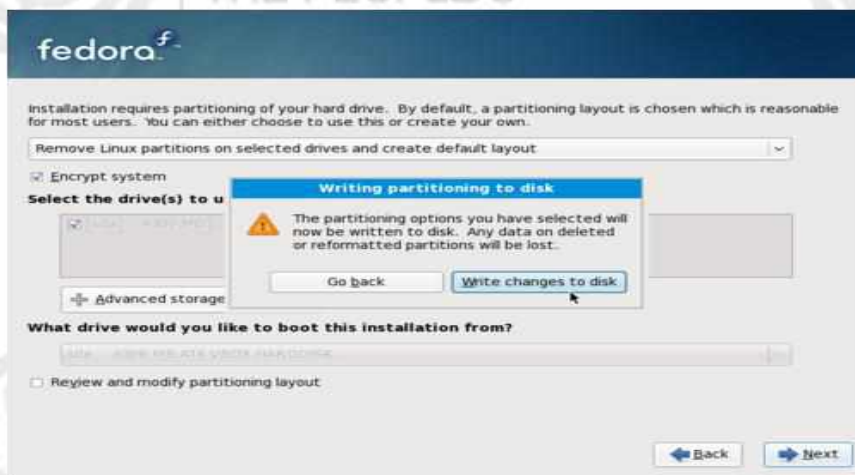 fedora
Installation requires partitioning of your hard drive. By default, a partitioning layout is chosen which is reasonable
for most users. You can either choose to use this or create your own.
Remove Linux partitions on selected drives and create default layout
Encrypt system
Select the drive(s) to u
Writing partitioning to disk
The partitioning options you have selected will
now be written to disk. Any data on deleted
or reformatted partitions will be lost.
Go back
Write changes to disk
Advanced storage
What drive would you like to boot this installation from?
Review and modify partitioning layout
Back
Next